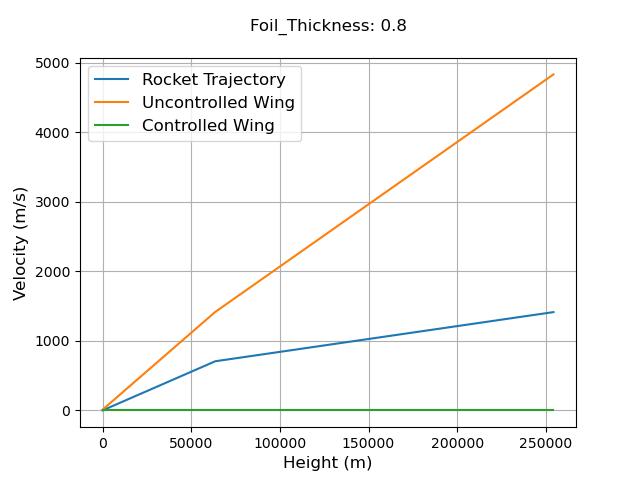 Foil_Thickness: 0.8
Rocket Trajectory
Uncontrolled Wing
Controlled Wing
5000
4000
3000
2000
1000
0
Velocity (m/s)
0 50000 100000 150000 200000 250000
Height (m)